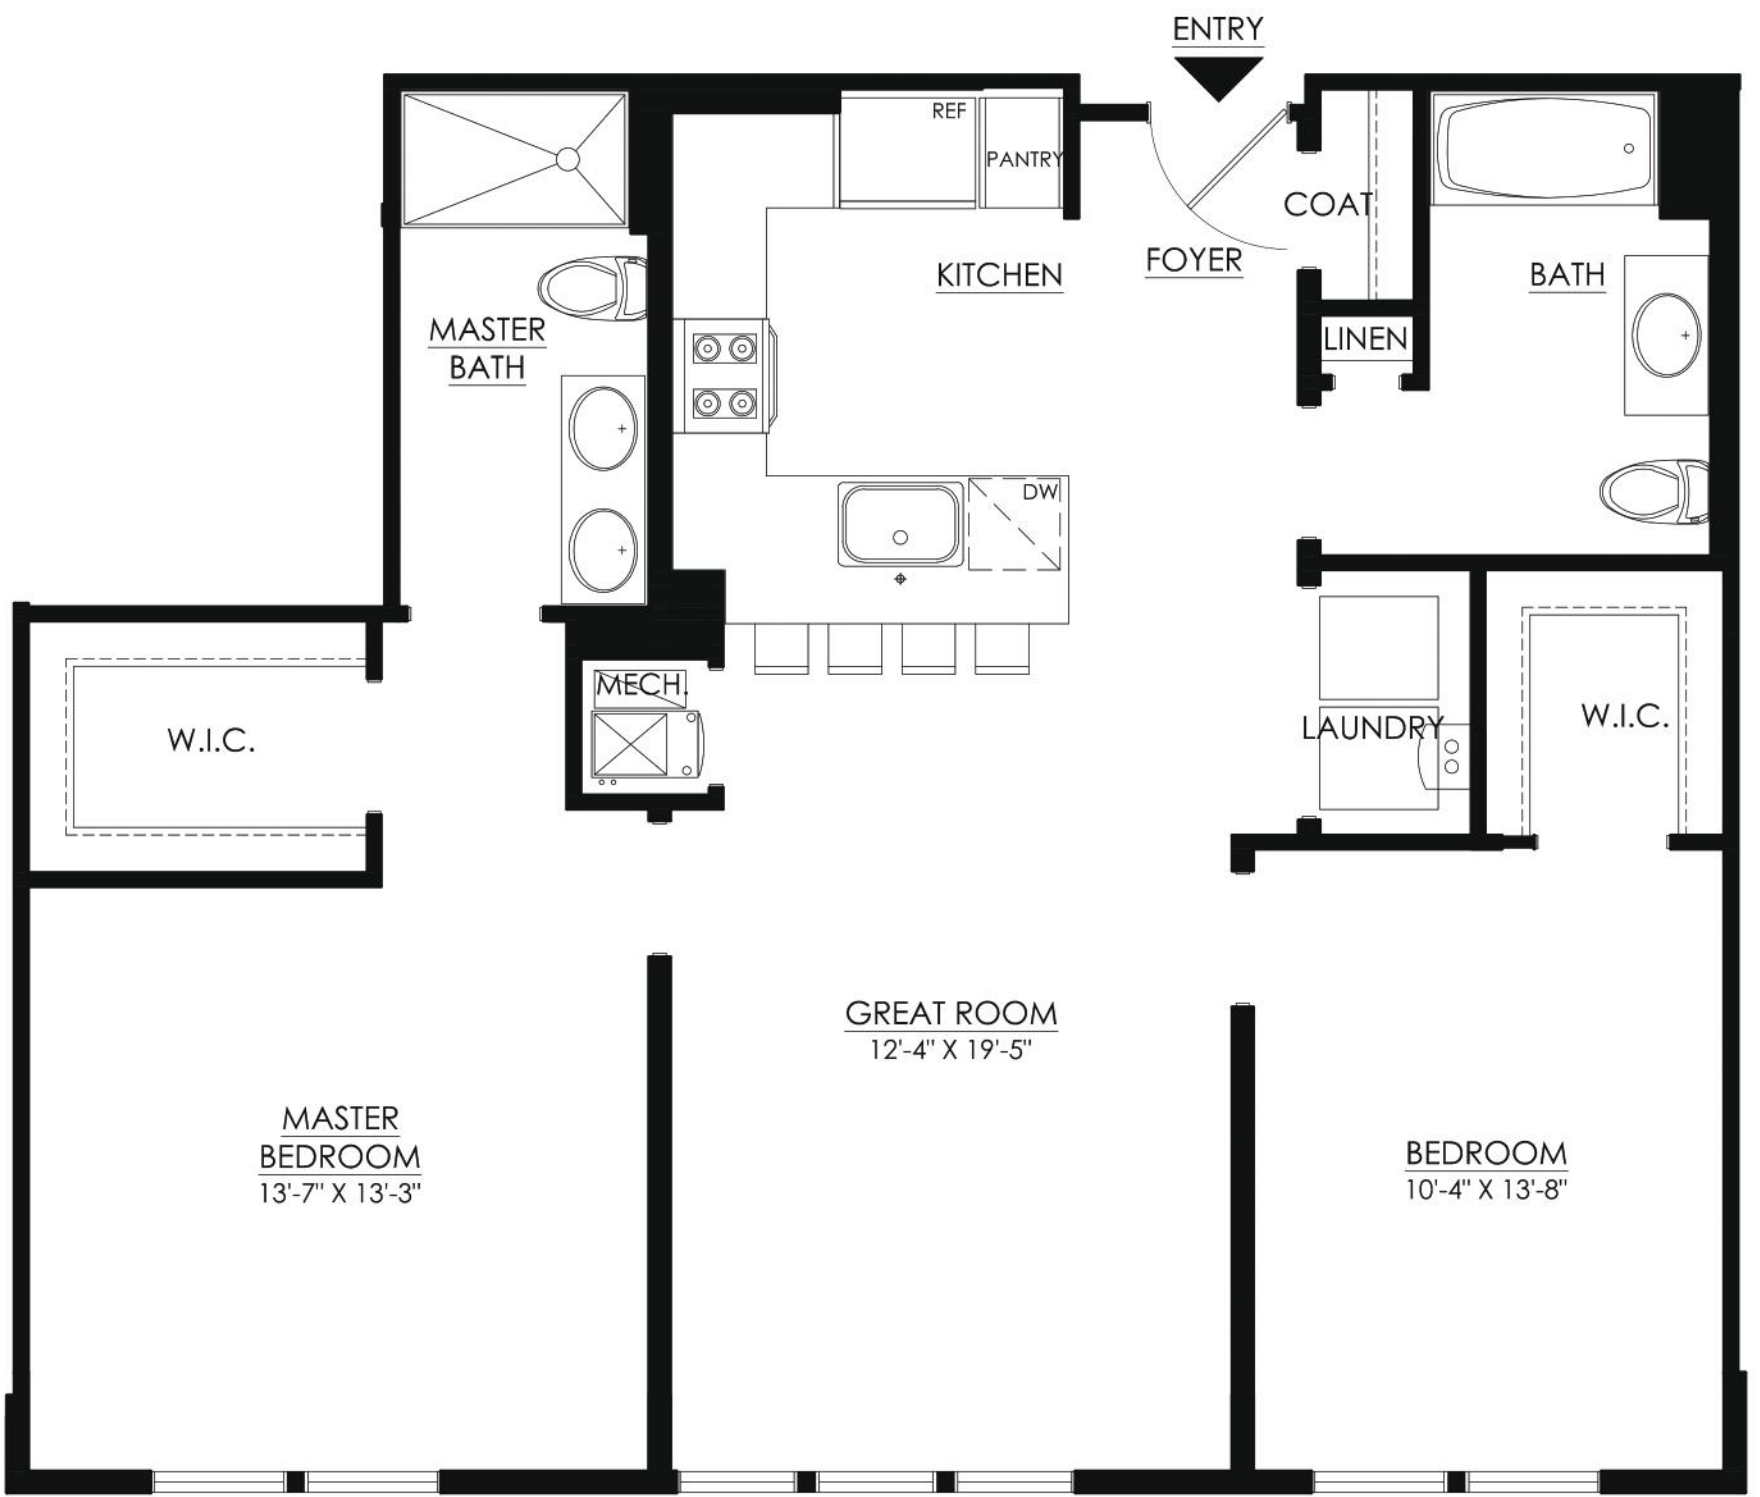 ENTRY
REF
PANTRY
COAT
KITCHEN
FOYER
BATH
MASTER
BATH
LINEN
DW
MECH.
W.I.C.
LAUNDRY
W.I.C.
GREAT ROOM
12'-4" X 19'-5"
MASTER
BEDROOM
13'-7" X 13'-3"
BEDROOM
10'-4" X 13'-8"